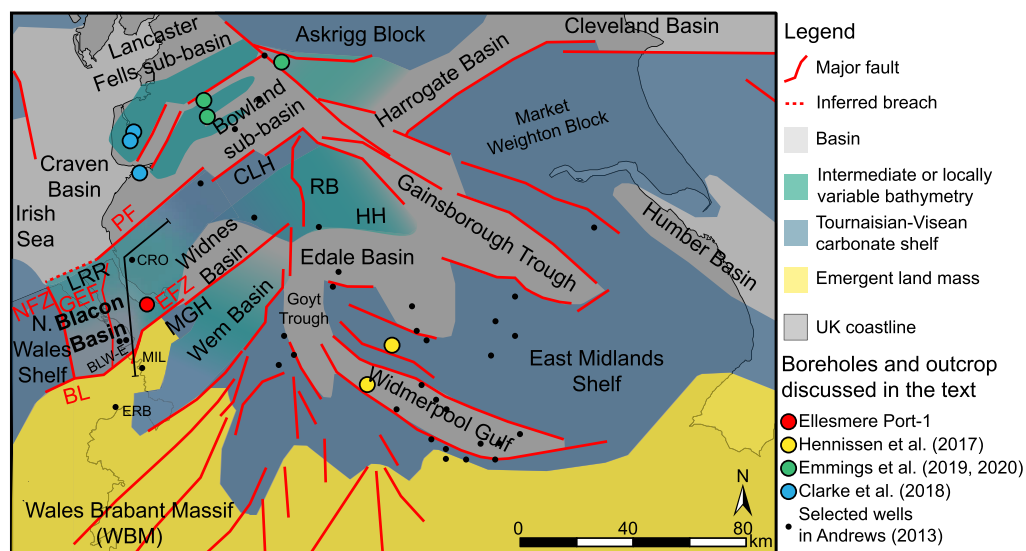 Lancaster
Fells sub-basin
Askrigg Block
Cleveland Basin
Harrogate Basin
Market
Weighton Block
Bowland
sub-basin
Craven
Basin
Irish
Sea
PF
CLH
RB
HH
Gainsborough Trough
Humber Basin
Widnes
Basin
Edale Basin
CRO
LRR
NFZ
GEF
EFZ
MGH
Wem Basin
Goyt
Trough
N.
Wales
Shelf
Blacon
Basin
BLW-E
MIL
BL
ERB
East Midlands
Shelf
Widmerpool Gulf
Wales Brabant Massif
(WBM)
N
0 40 80
km
Legend
Major fault
Inferred breach
Basin
Intermediate or locally
variable bathymetry
Tournaisian-Visean
carbonate shelf
Emergent land mass
UK coastline
Boreholes and outcrop
discussed in the text
Ellesmere Port-1
Hennissen et al. (2017)
Emmings et al. (2019, 2020)
Clarke et al. (2018)
Selected wells
in Andrews (2013)